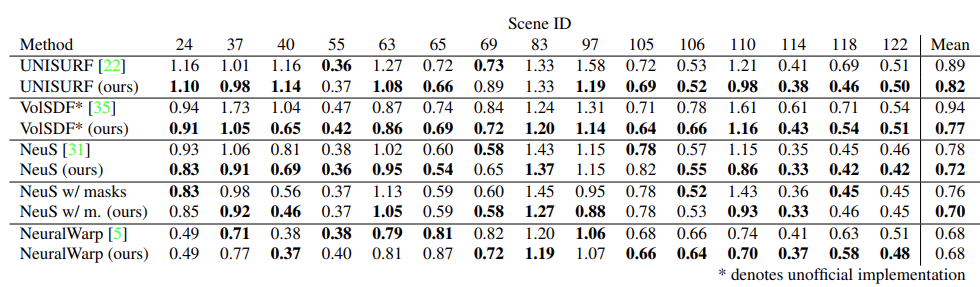 Scene ID
Method 24 37 40 55 63 65 69 83 97 105 106 110 114 118 122 Mean
UNISURF [22] 1.16 1.01 1.16 0.36 1.27 0.72 0.73 1.33 1.58 0.72 0.53 1.21 0.41 0.69 0.51 0.89
UNISURF (ours) 1.10 0.98 1.14 0.37 1.08 0.66 0.89 1.33 1.19 0.69 0.52 0.98 0.38 0.46 0.50 0.82
VolSDF* [35] 0.94 1.73 1.04 0.47 0.87 0.74 0.84 1.24 1.31 0.71 0.78 1.61 0.61 0.71 0.54 0.94
VolSDF* (ours) 0.91 1.05 0.65 0.42 0.86 0.69 0.72 1.20 1.14 0.64 0.66 1.16 0.43 0.54 0.51 0.77
NeuS [31] 0.93 1.06 0.81 0.38 1.02 0.60 0.58 1.43 1.15 0.78 0.57 1.15 0.35 0.45 0.46 0.78
NeuS (ours) 0.83 0.91 0.69 0.36 0.95 0.54 0.65 1.37 1.15 0.82 0.55 0.86 0.33 0.42 0.42 0.72
NeuS w/ masks 0.83 0.98 0.56 0.37 1.13 0.59 0.60 1.45 0.95 0.78 0.52 1.43 0.36 0.45 0.45 0.76
NeuS w/ m. (ours) 0.85 0.92 0.46 0.37 1.05 0.59 0.58 1.27 0.88 0.78 0.53 0.93 0.33 0.46 0.45 0.70
NeuralWarp [5] 0.49 0.71 0.38 0.38 0.79 0.81 0.82 1.20 1.06 0.68 0.66 0.74 0.41 0.63 0.51 0.68
NeuralWarp (ours) 0.49 0.77 0.37 0.40 0.81 0.87 0.72 1.19 1.07 0.66 0.64 0.70 0.37 0.58 0.48 0.68
* denotes unofficial implementation